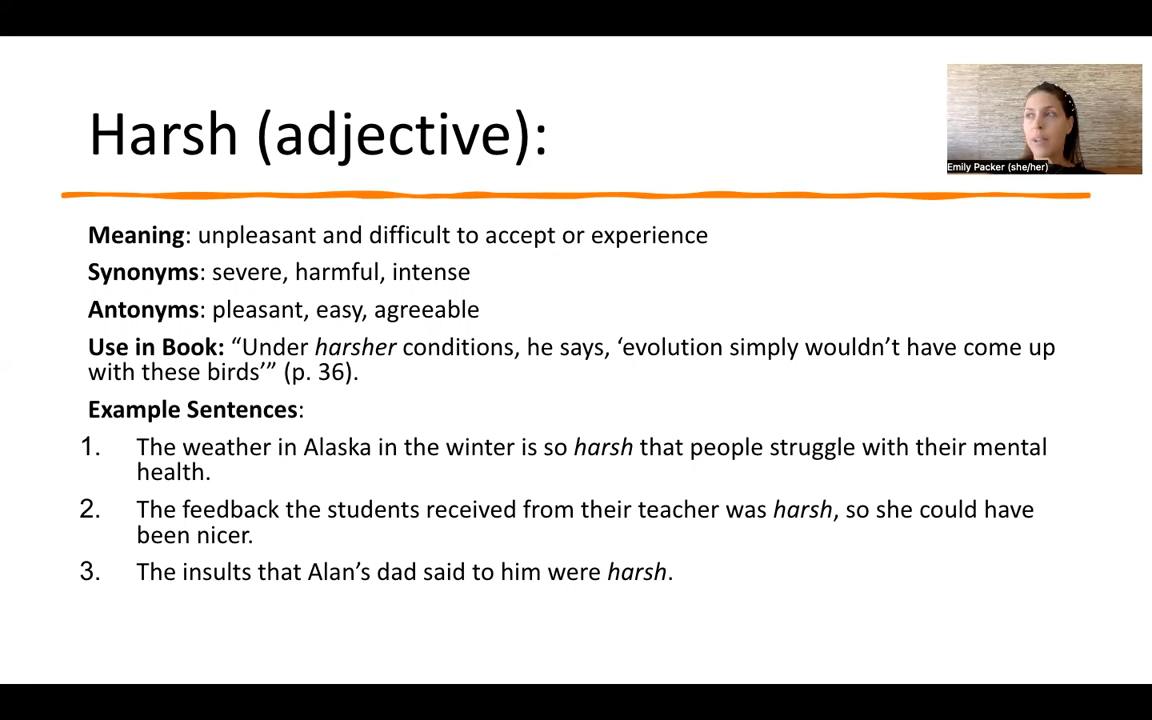 Harsh (adjective):
Emily Packer (she/her)
Meaning: unpleasant and difficult to accept or experience
Synonyms: severe, harmful, intense
Antonyms: pleasant, easy, agreeable
Use in Book: “Under harsher conditions, he says, ‘evolution simply wouldn’t have come up
with these birds’” (p. 36).
Example Sentences:
1. The weather in Alaska in the winter is so harsh that people struggle with their mental
health.
2. The feedback the students received from their teacher was harsh, so she could have
been nicer.
3. The insults that Alan’s dad said to him were harsh.